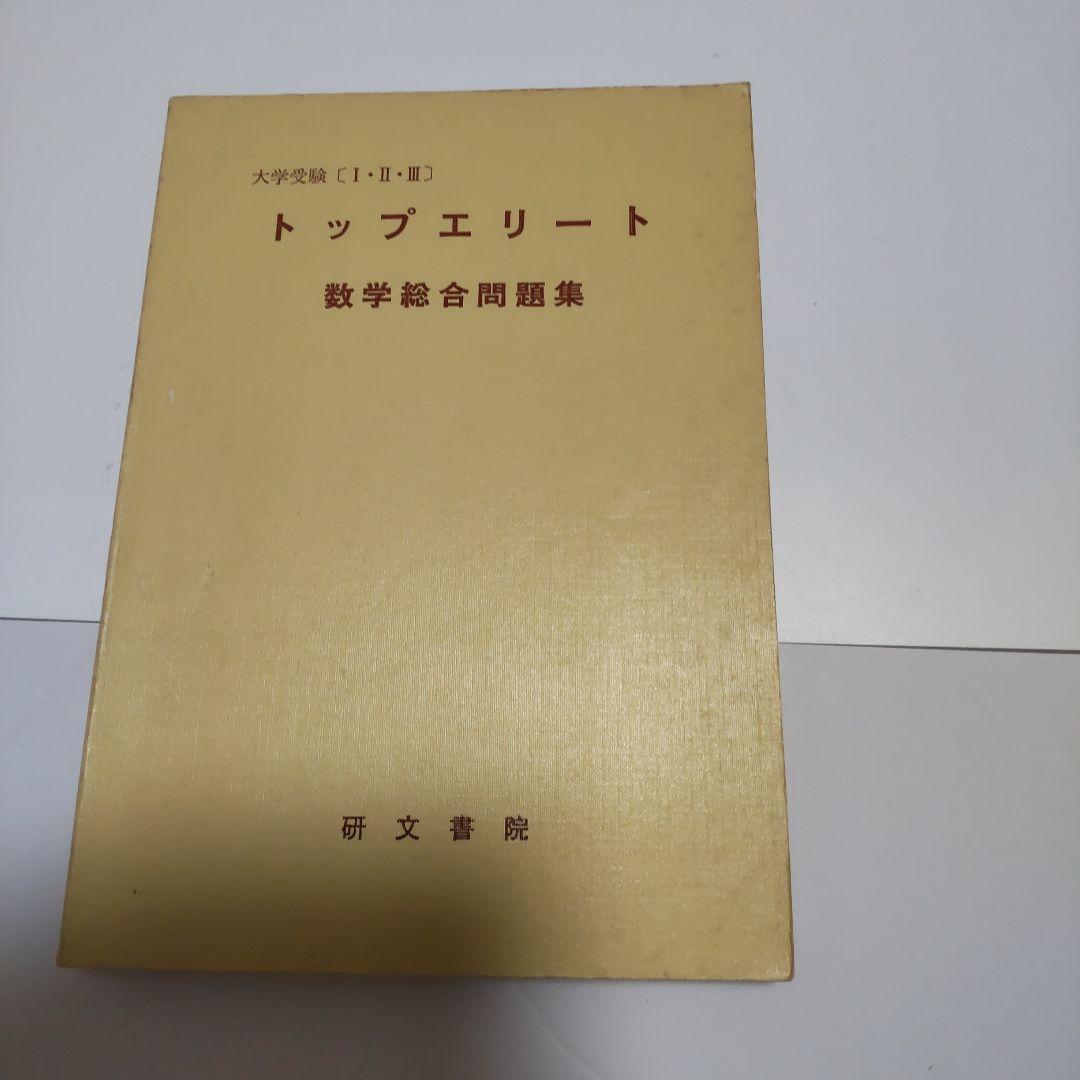 大学受験〔Ⅰ・Ⅱ・Ⅲ〕
トップエリート
数学総合問題集
研文書院